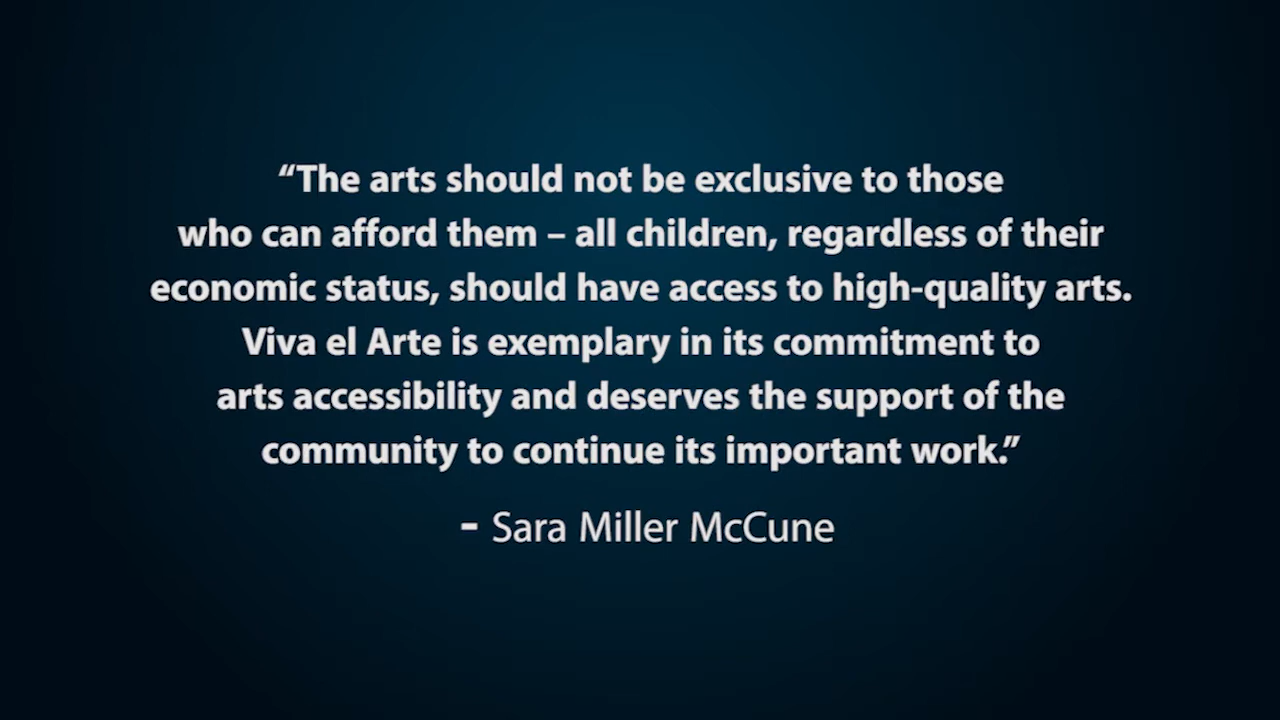 “The arts should not be exclusive to those
who can afford them – all children, regardless of their
economic status, should have access to high-quality arts.
Viva el Arte is exemplary in its commitment to
arts accessibility and deserves the support of the
community to continue its important work.”
- Sara Miller McCune